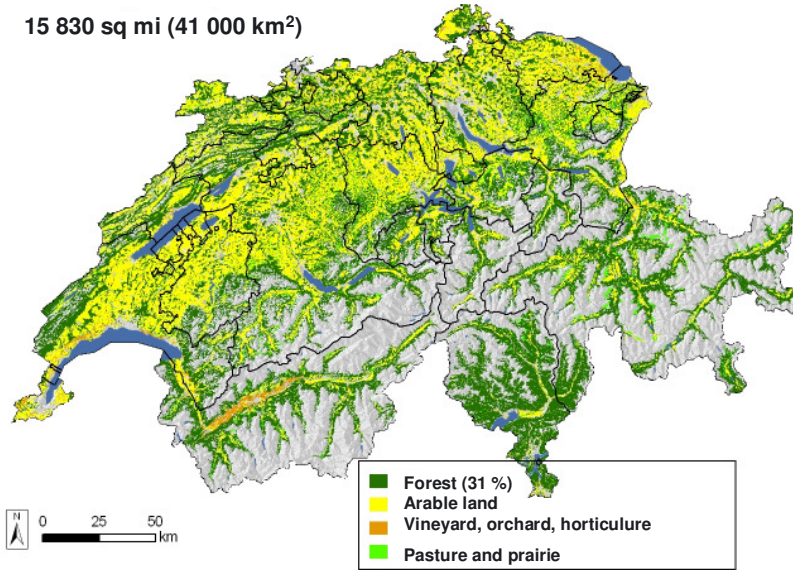 15 830 sq mi (41 000 km²)
Forest (31 %)
Arable land
Vineyard, orchard, horticulure
Pasture and prairie
N
0 25 50
km